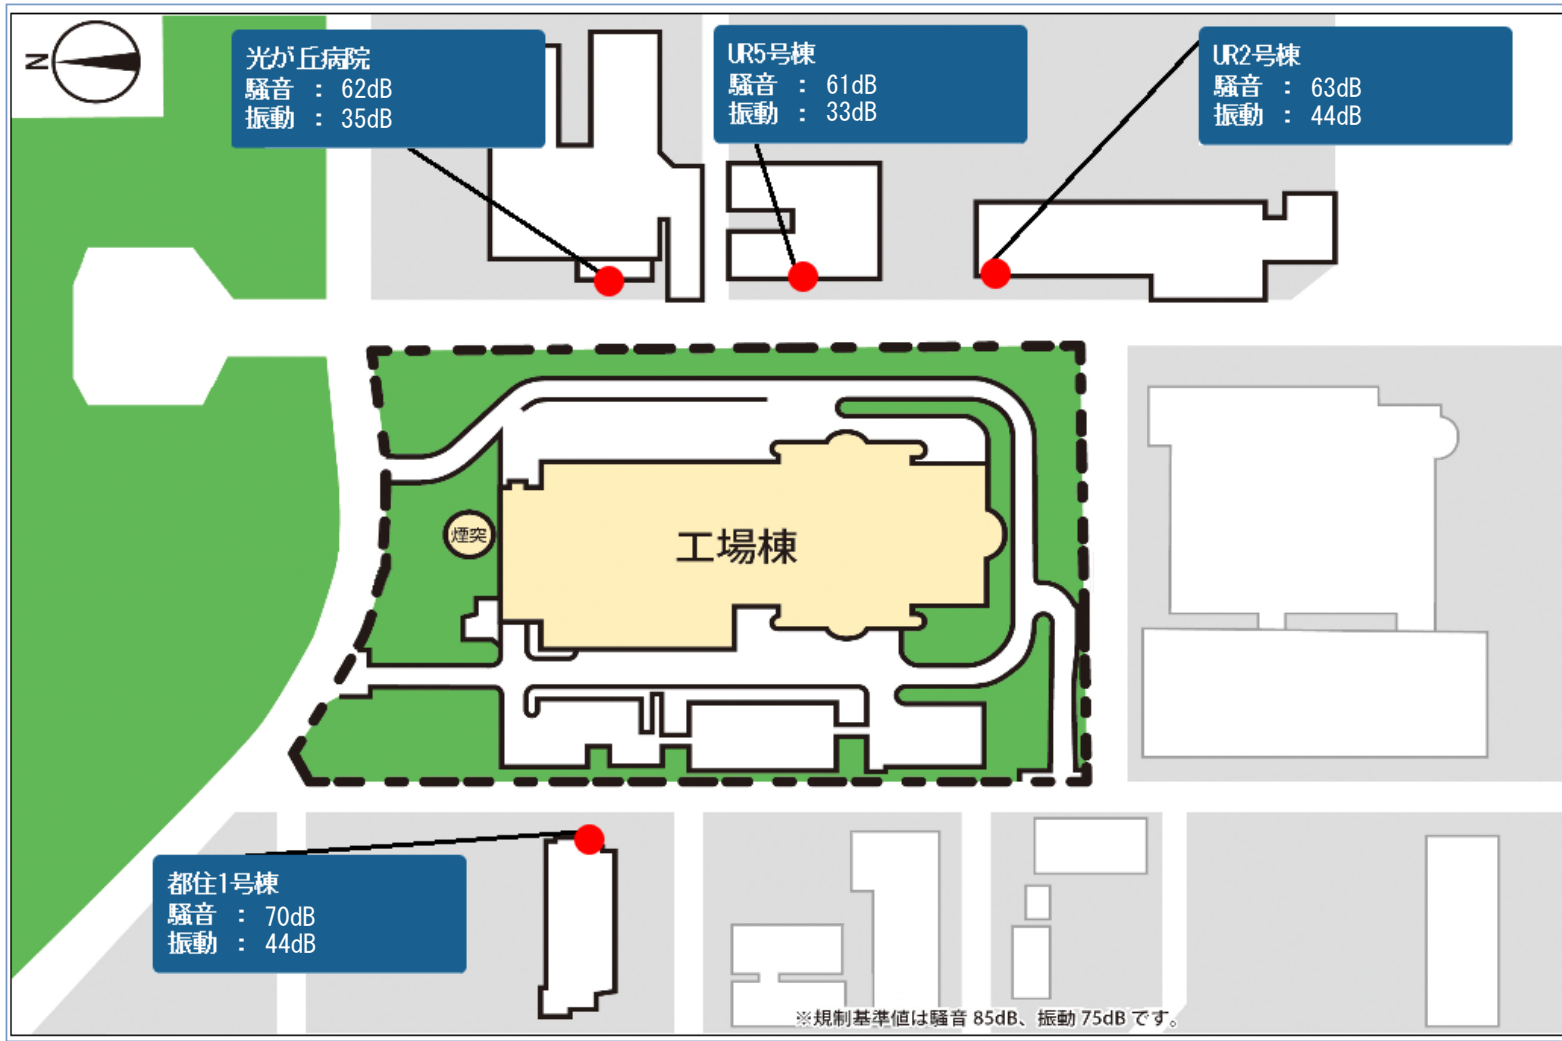 N
光が丘病院
騒音 : 62dB
振動 : 35dB
UR5号棟
騒音 : 61dB
振動 : 33dB
UR2号棟
騒音 : 63dB
振動 : 44dB
煙突
工場棟
都住1号棟
騒音 : 70dB
振動 : 44dB
※規制基準値は騒音 85dB、振動 75dB です。